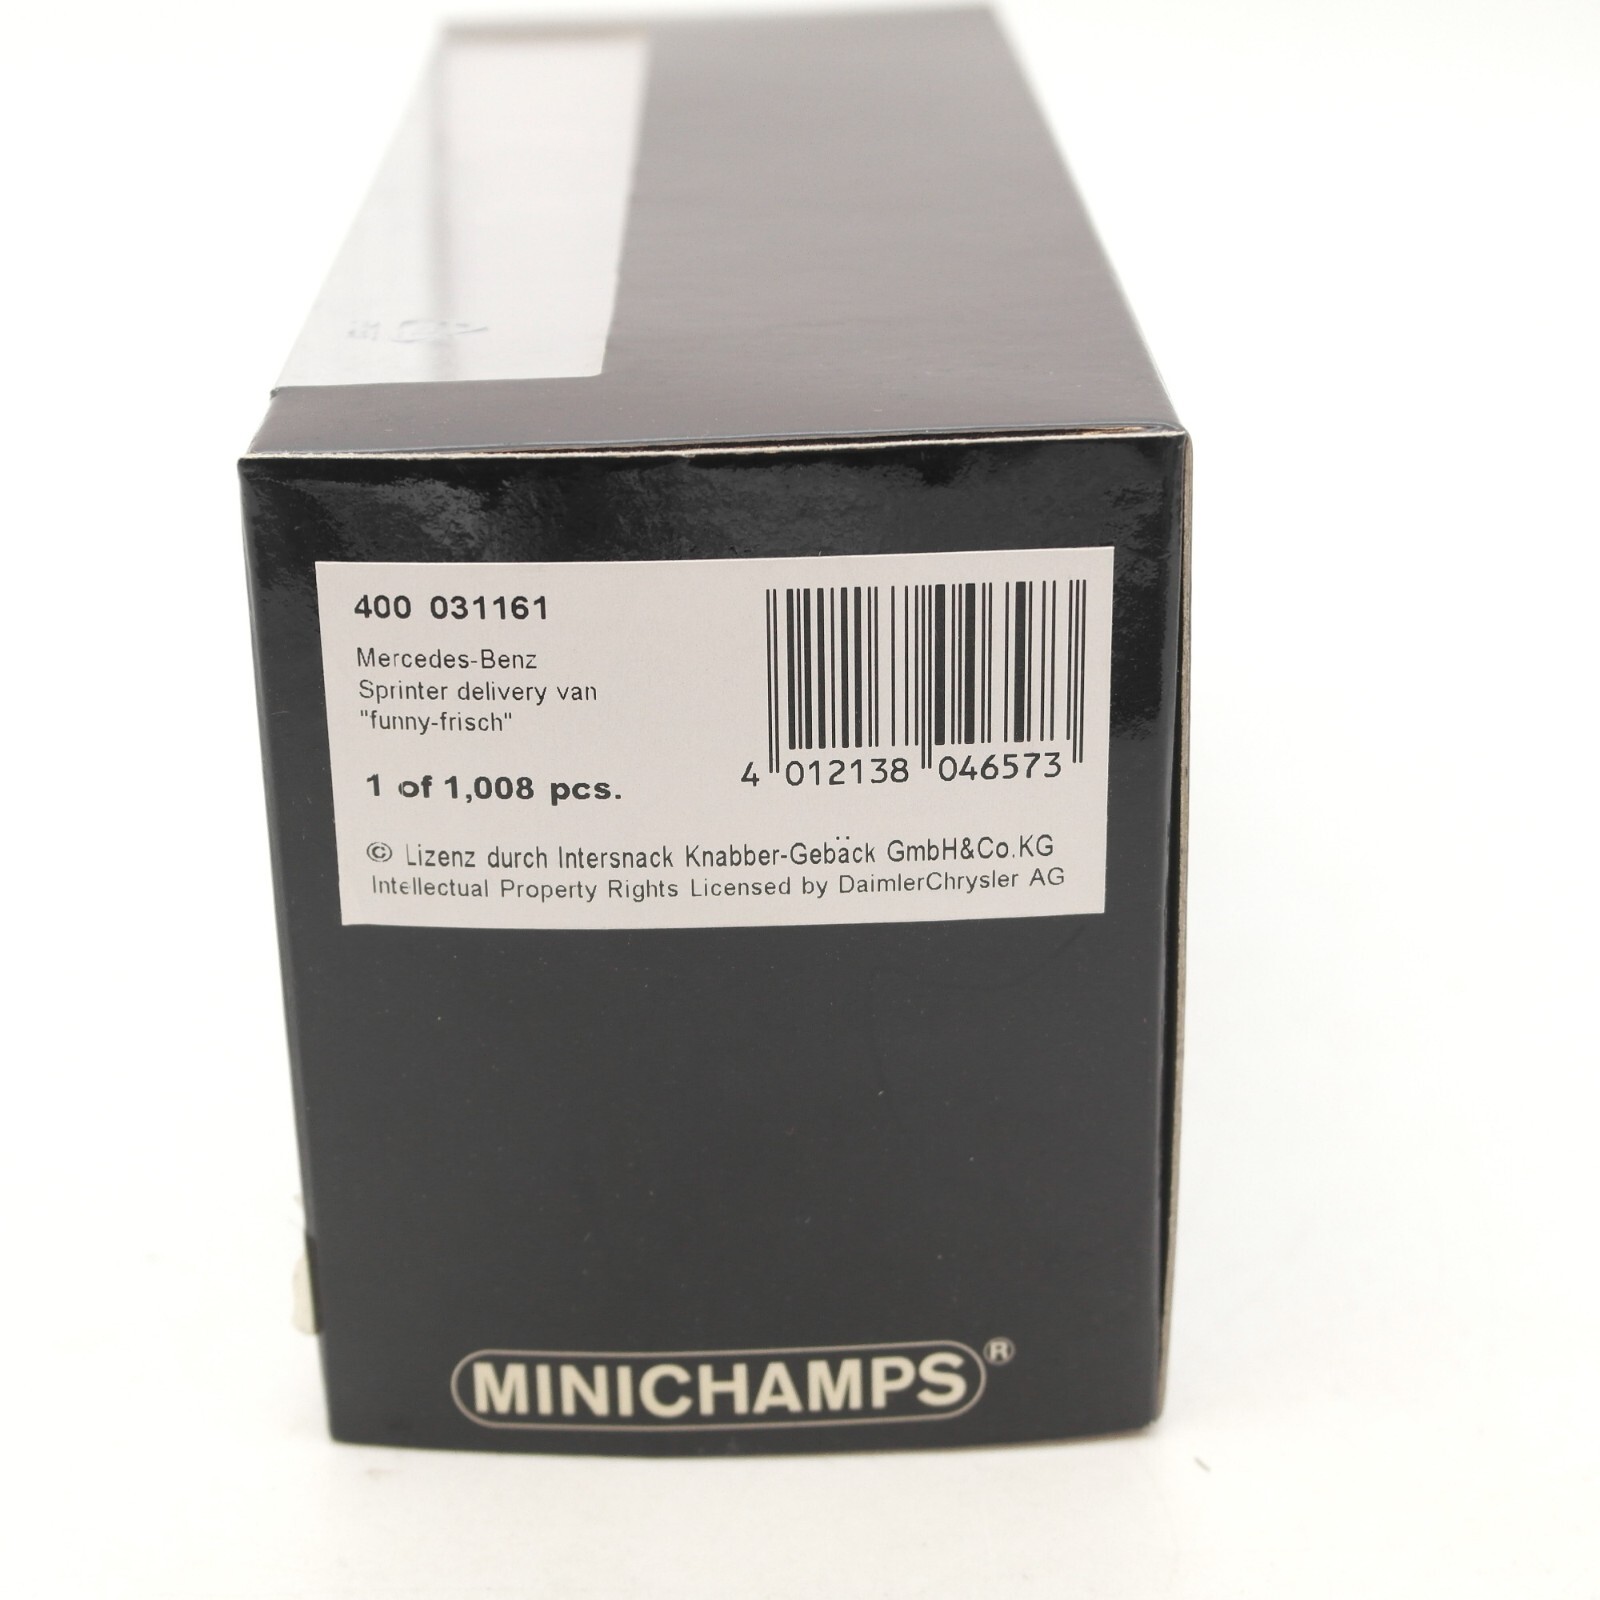 400 031161
Mercedes-Benz
Sprinter delivery van
"funny-frisch"
1 of 1,008 pcs.
4 012138 046573
© Lizenz durch Intersnack Knabber-Gebäck GmbH&Co.KG
Intellectual Property Rights Licensed by DaimlerChrysler AG
MINICHAMPS®